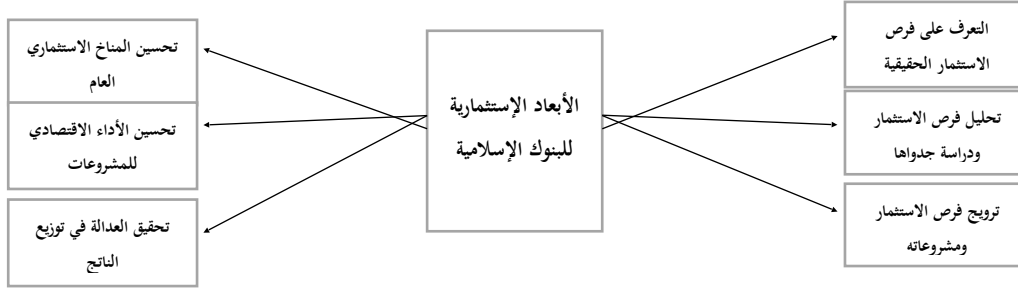 التعرف على فرص
الاستثمار الحقيقية
تحليل فرص الاستثمار
ودراسة جدواها
ترويج فرص الاستثمار
ومشروعاته
الأبعاد الإستثمارية
للبنوك الإسلامية
تحسين المناخ الاستثماري
العام
تحسين الأداء الاقتصادي
للمشروعات
تحقيق العدالة في توزيع
الناتج